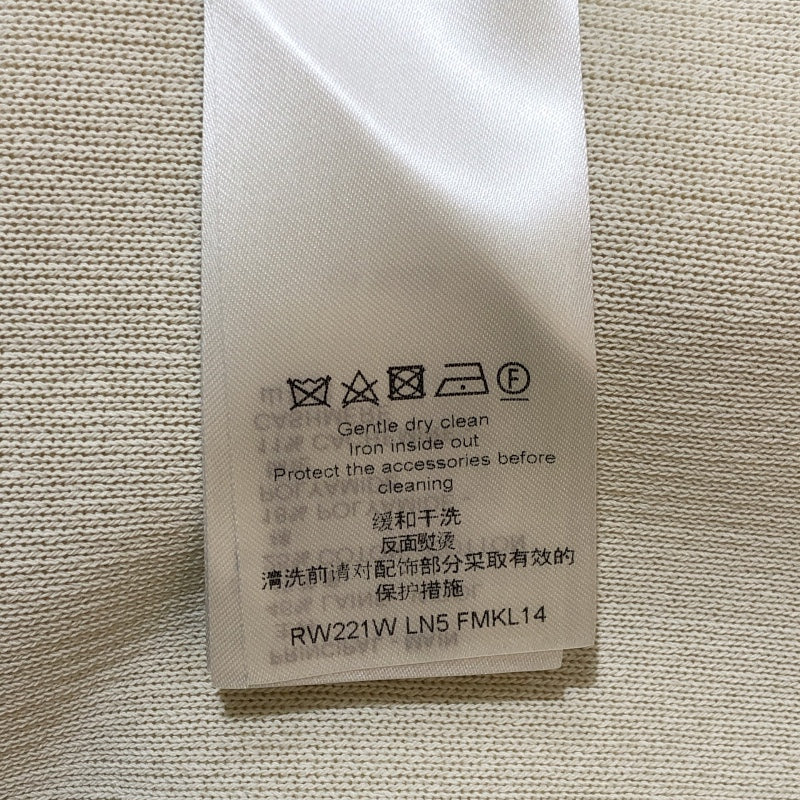 F
Gentle dry clean
Iron inside out
Protect the accessories before
cleaning
缓和干洗
反面熨烫
清洗前请对配饰部分采取有效的
保护措施
RW221W LN5 FMKL14